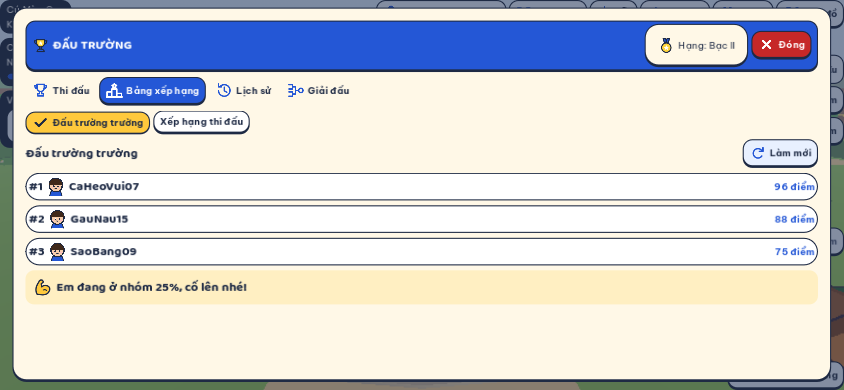 ĐẤU TRƯỜNG
Hạng: Bạc II
Đóng
Thi đấu
Bảng xếp hạng
Lịch sử
Giải đấu
Đấu trường trường
Xếp hạng thi đấu
Đấu trường trường
Làm mới
#1 CaHeoVui07 96 điểm
#2 GauNau15 88 điểm
#3 SaoBang09 75 điểm
Em đang ở nhóm 25%, cố lên nhé!